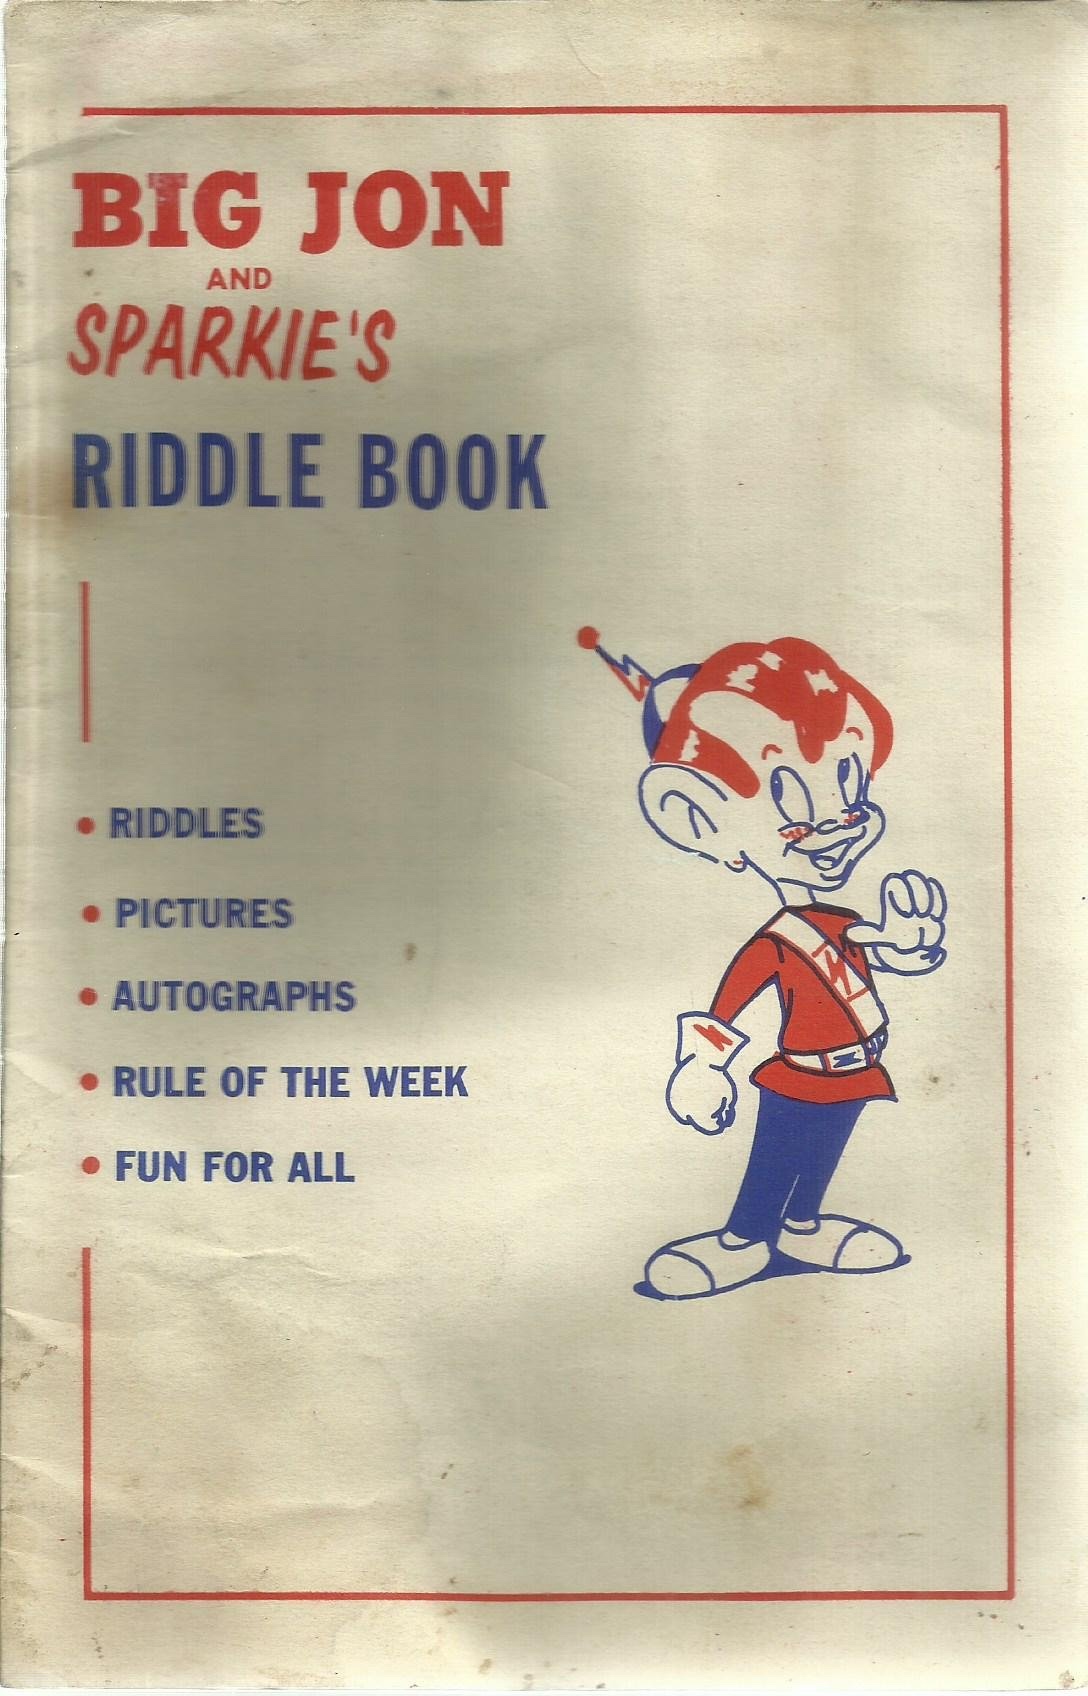 BIG JON
AND
SPARKIE'S
RIDDLE BOOK
• RIDDLES
• PICTURES
• AUTOGRAPHS
• RULE OF THE WEEK
• FUN FOR ALL